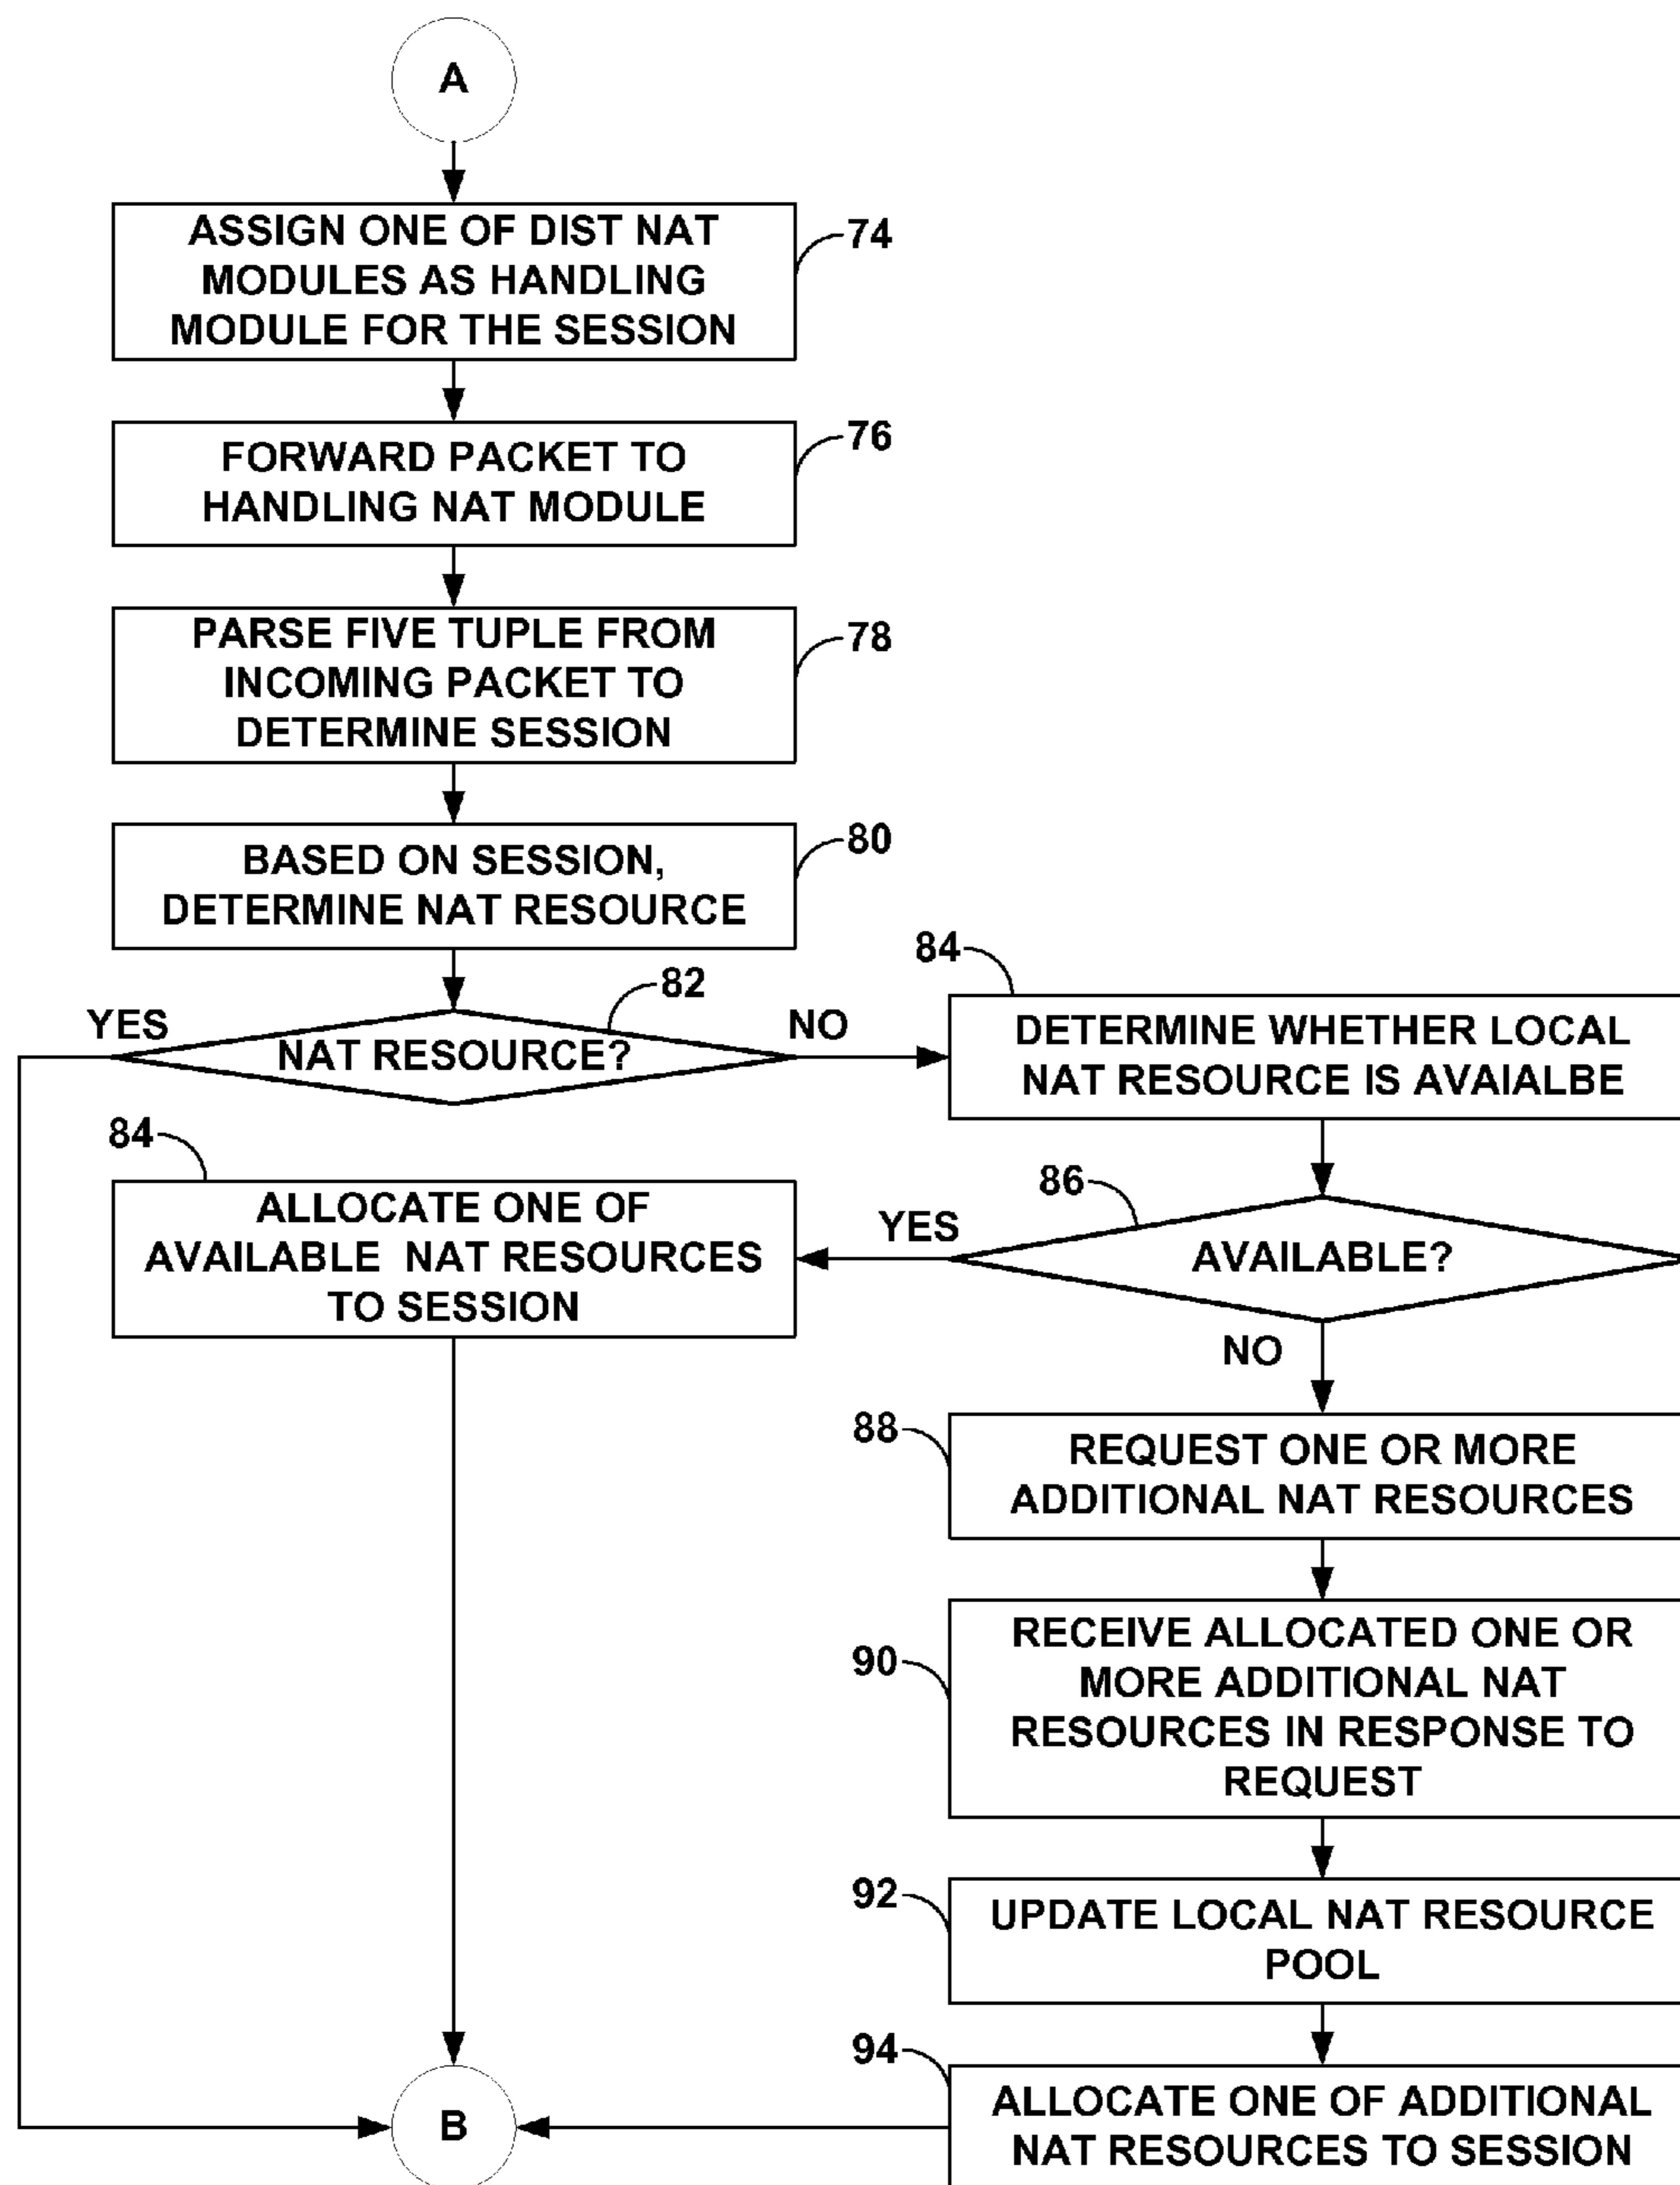 A
ASSIGN ONE OF DIST NAT
MODULES AS HANDLING
MODULE FOR THE SESSION
74
FORWARD PACKET TO
HANDLING NAT MODULE
76
PARSE FIVE TUPLE FROM
INCOMING PACKET TO
DETERMINE SESSION
78
BASED ON SESSION,
DETERMINE NAT RESOURCE
80
82
YES
NAT RESOURCE?
NO
84
DETERMINE WHETHER LOCAL
NAT RESOURCE IS AVAIALBE
84
ALLOCATE ONE OF
AVAILABLE NAT RESOURCES
TO SESSION
86
YES
AVAILABLE?
NO
88
REQUEST ONE OR MORE
ADDITIONAL NAT RESOURCES
90
RECEIVE ALLOCATED ONE OR
MORE ADDITIONAL NAT
RESOURCES IN RESPONSE TO
REQUEST
92
UPDATE LOCAL NAT RESOURCE
POOL
94
ALLOCATE ONE OF ADDITIONAL
NAT RESOURCES TO SESSION
B